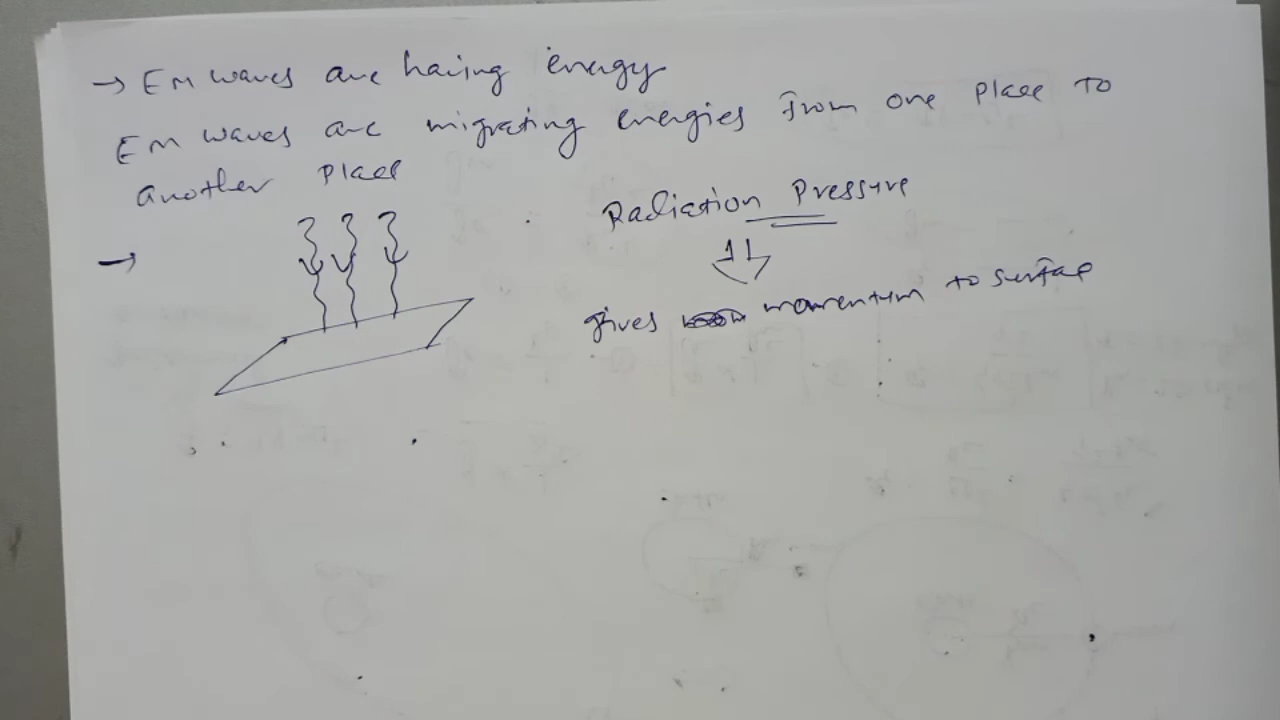 → EM waves are having energy
EM waves are migrating energies from one place to
another place
→
Radiation Pressure
⇓
gives momentum to surface